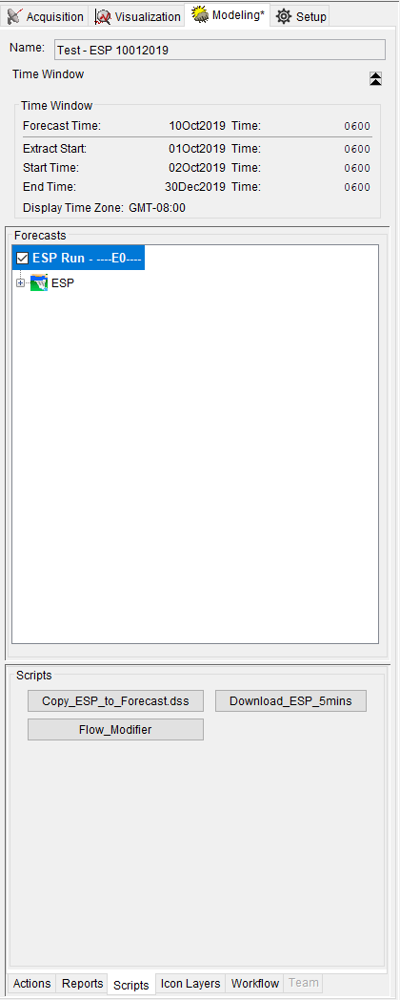 Acquisition Visualization Modeling* Setup
Name: Test - ESP 10012019
Time Window
Time Window
Forecast Time: 10Oct2019 Time: 0600
Extract Start: 01Oct2019 Time: 0600
Start Time: 02Oct2019 Time: 0600
End Time: 30Dec2019 Time: 0600
Display Time Zone: GMT-08:00
Forecasts
ESP Run - ----E0----
ESP
Scripts
Copy_ESP_to_Forecast.dss Download_ESP_5mins
Flow_Modifier
Actions Reports Scripts Icon Layers Workflow Team